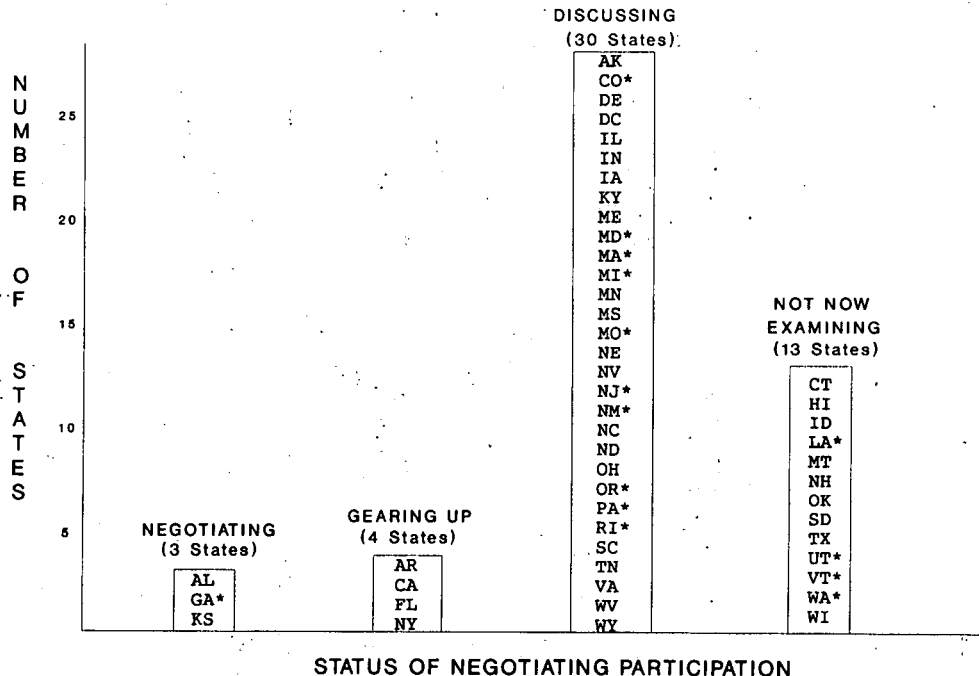 DISCUSSING
(30 States)
AK
CO*
DE
DC
IL
IN
IA
KY
ME
MD*
MA*
MI*
MN
MS
MO*
NE
NV
NJ*
NM*
NC
ND
OH
OR*
PA*
RI*
SC
TN
VA
WV
WY
NUMBER OF STATES
25
20
15
10
5
NEGOTIATING
(3 States)
AL
GA*
KS
GEARING UP
(4 States)
AR
CA
FL
NY
NOT NOW
EXAMINING
(13 States)
CT
HI
ID
LA*
MT
NH
OK
SD
TX
UT*
VT*
WA*
WI
STATUS OF NEGOTIATING PARTICIPATION